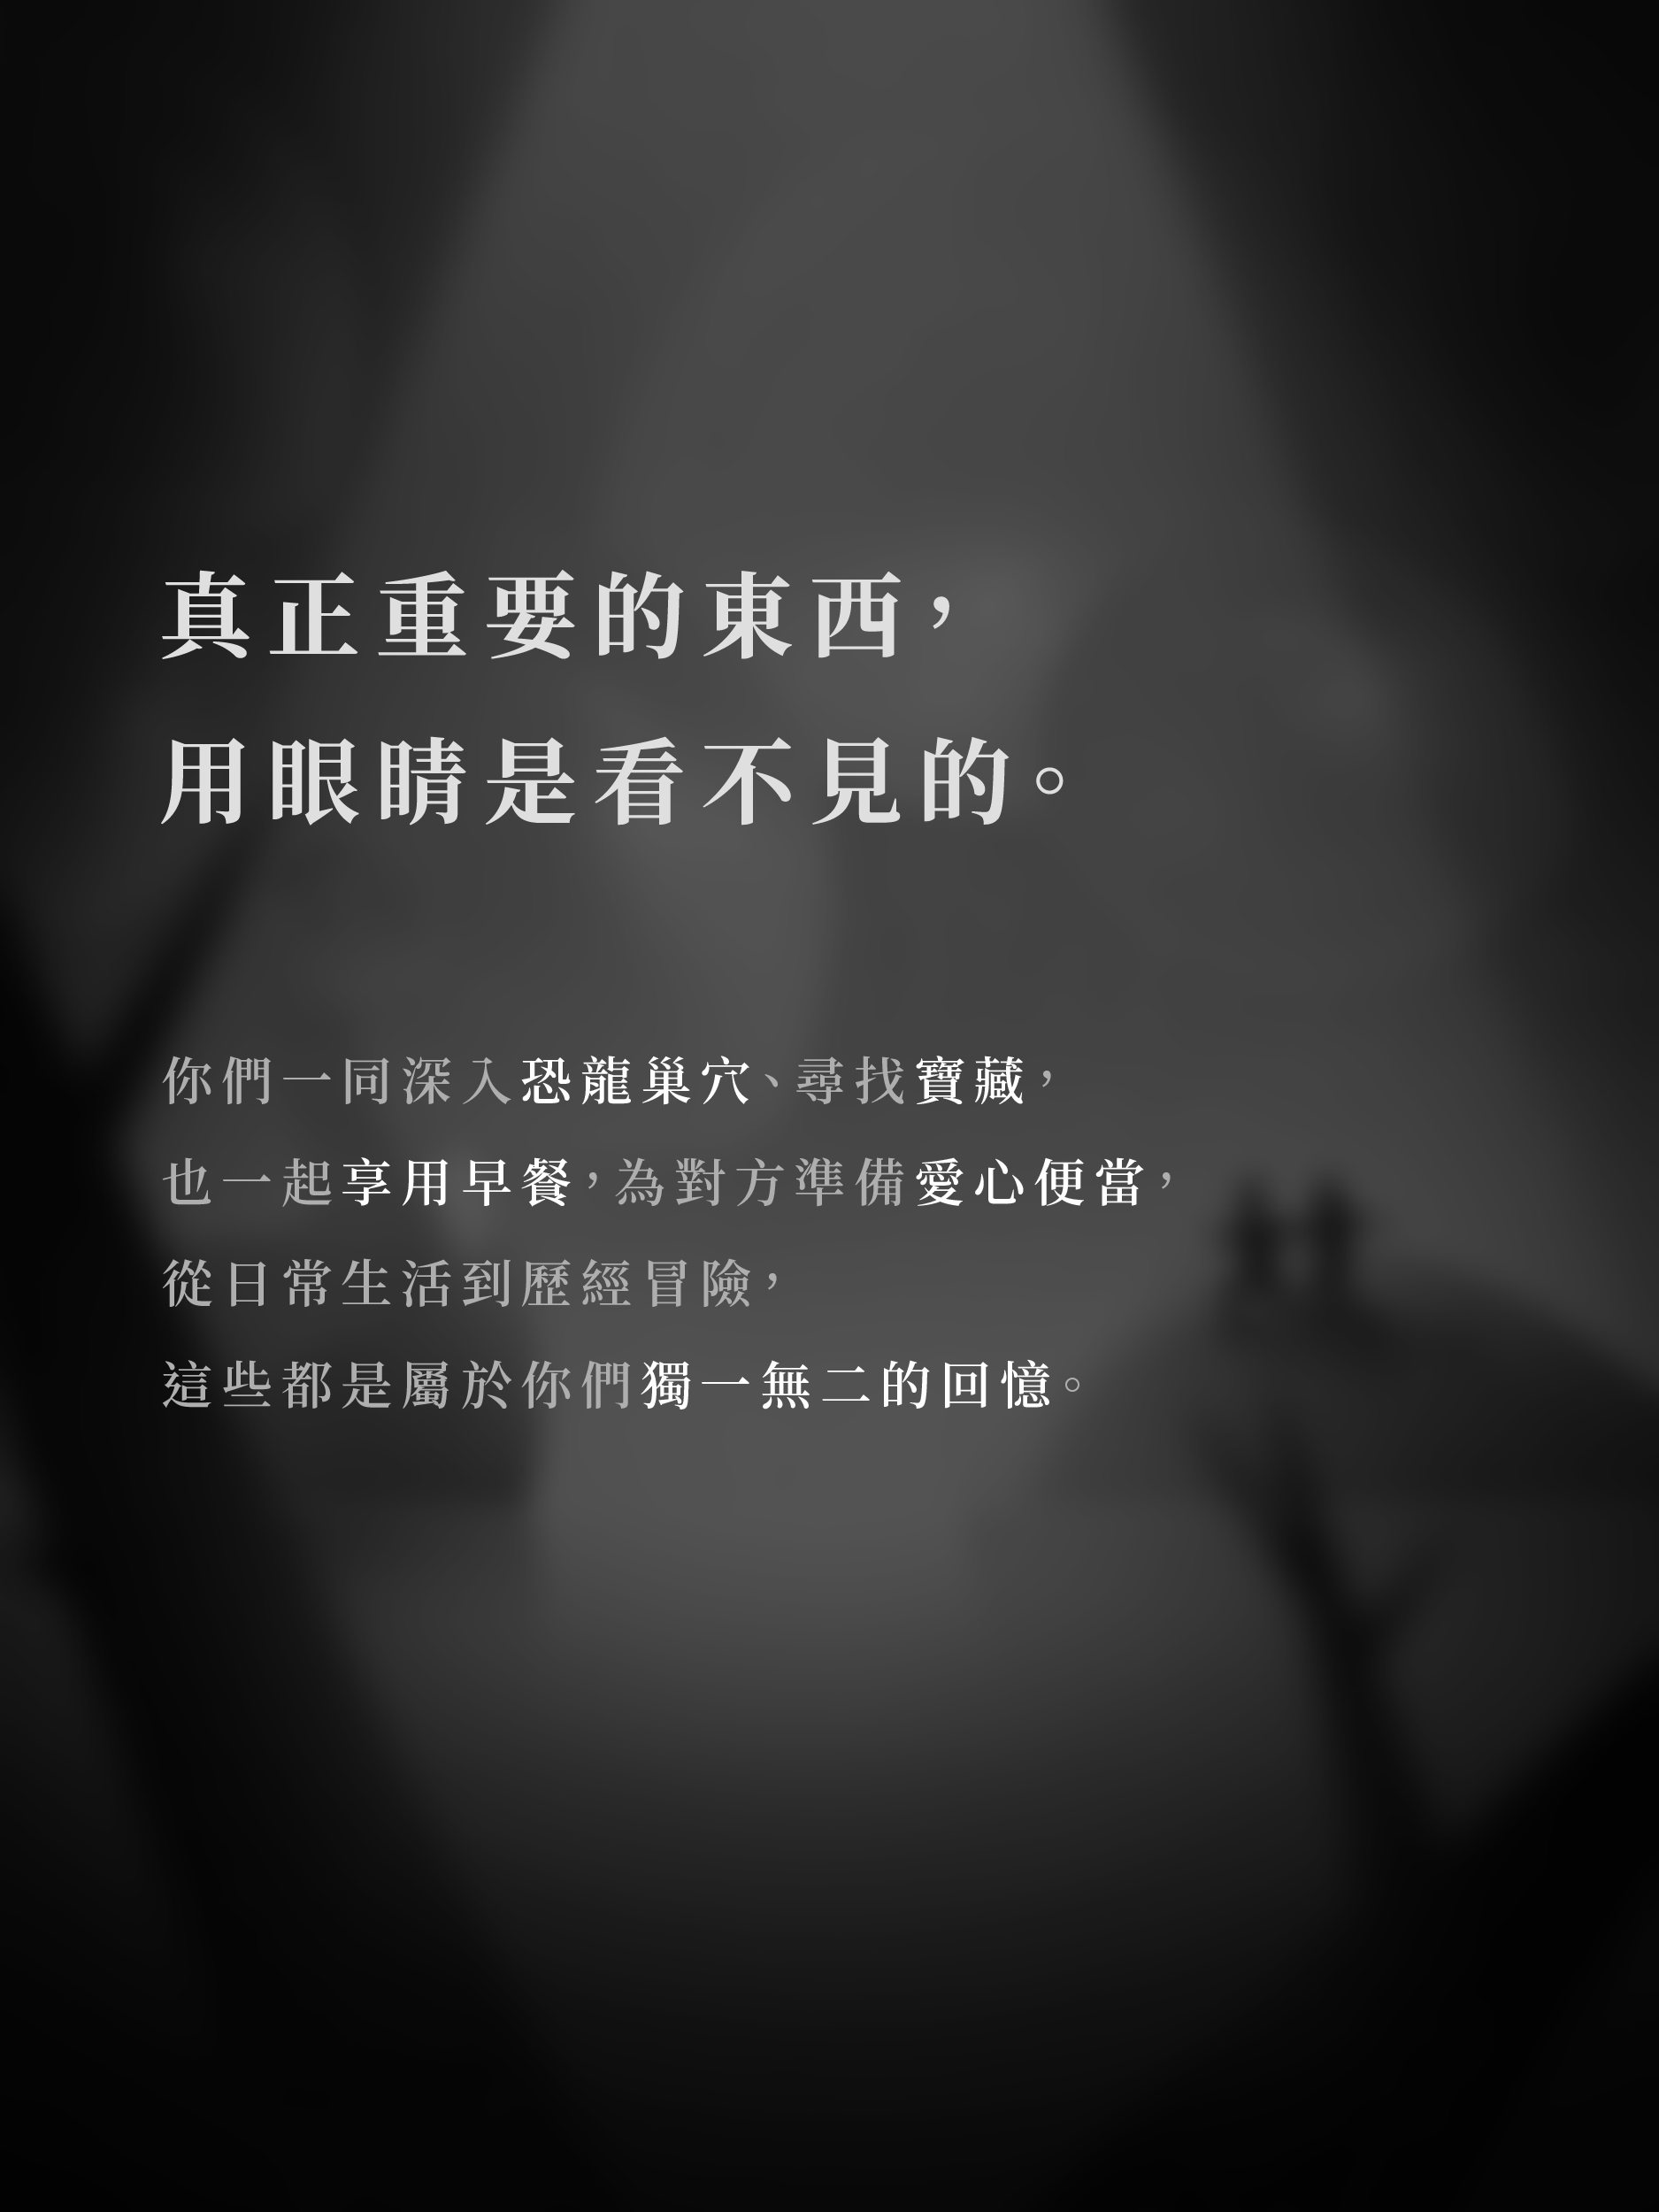 真正重要的東西，
用眼睛是看不見的。
你們一同深入恐龍巢穴、尋找寶藏，
也一起享用早餐，為對方準備愛心便當，
從日常生活到歷經冒險，
這些都是屬於你們獨一無二的回憶。